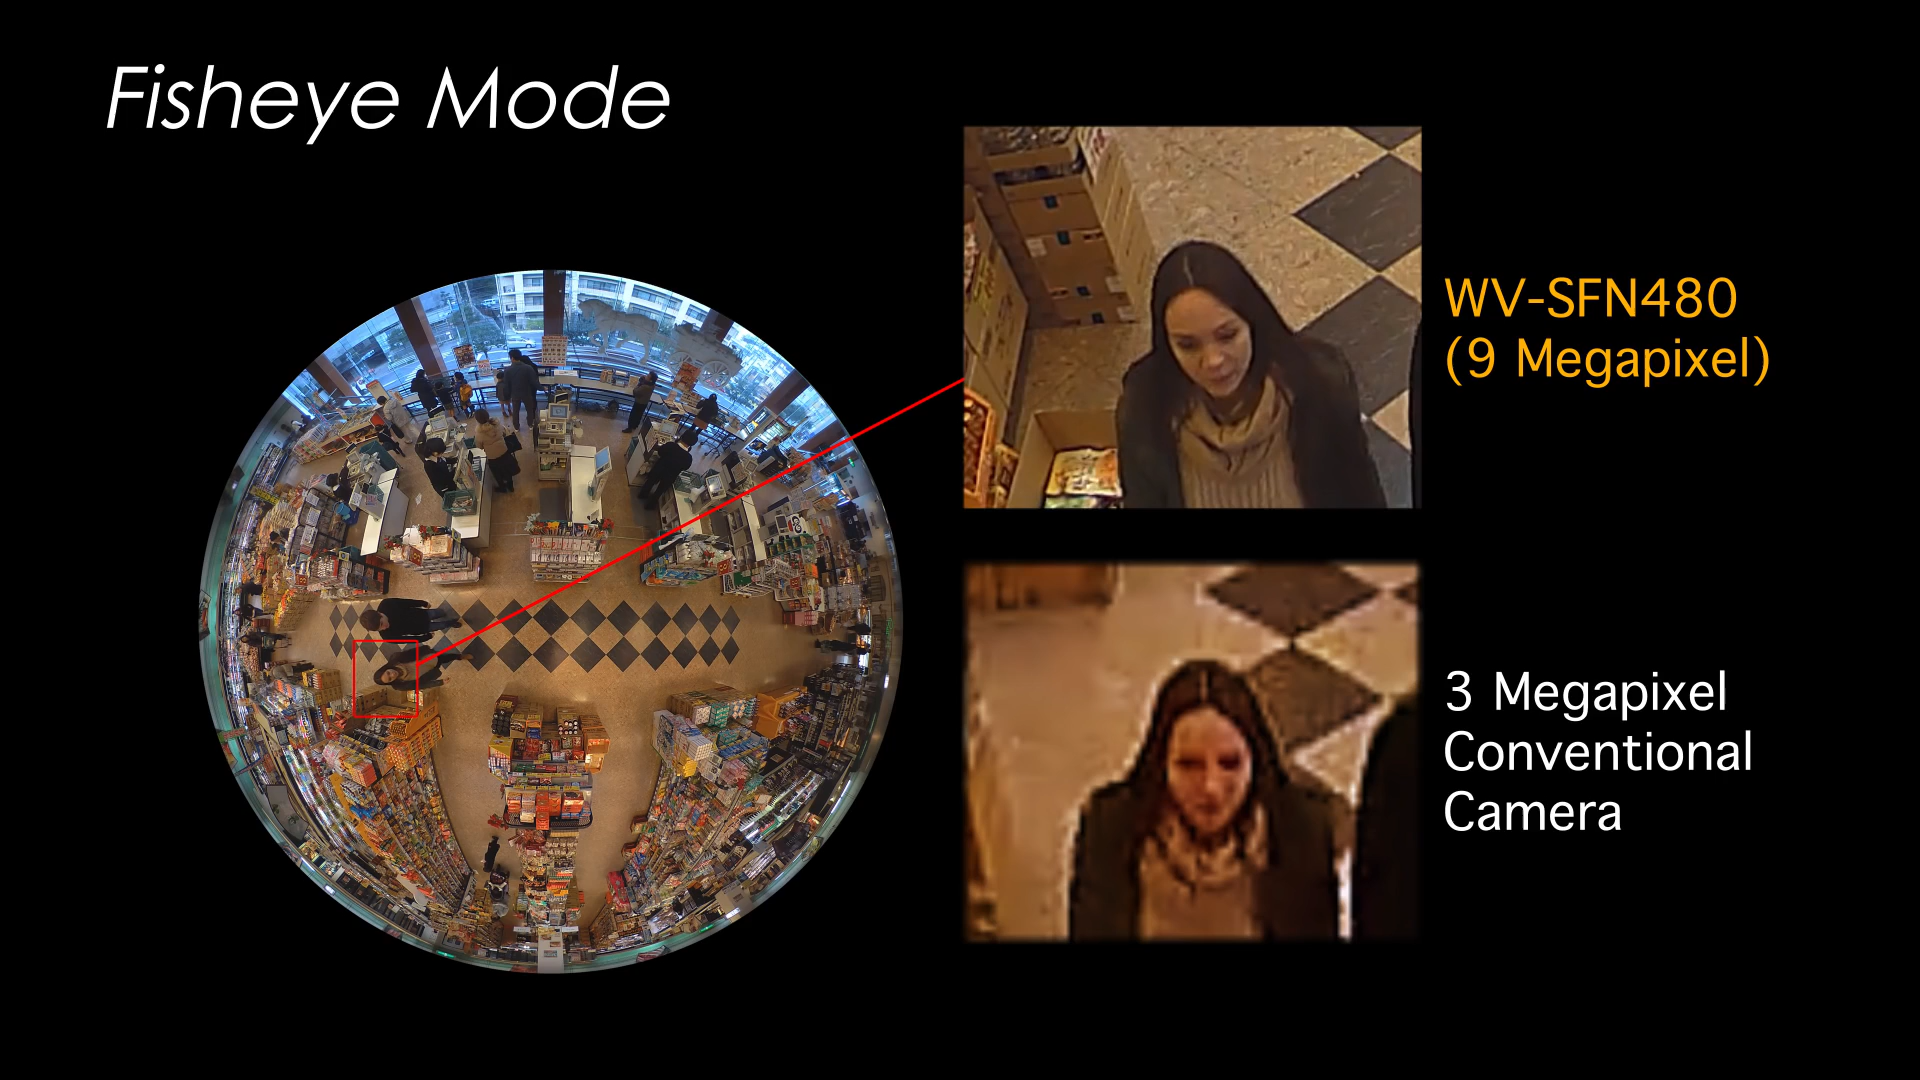 Fisheye Mode
WV-SFN480
(9 Megapixel)
3 Megapixel
Conventional
Camera